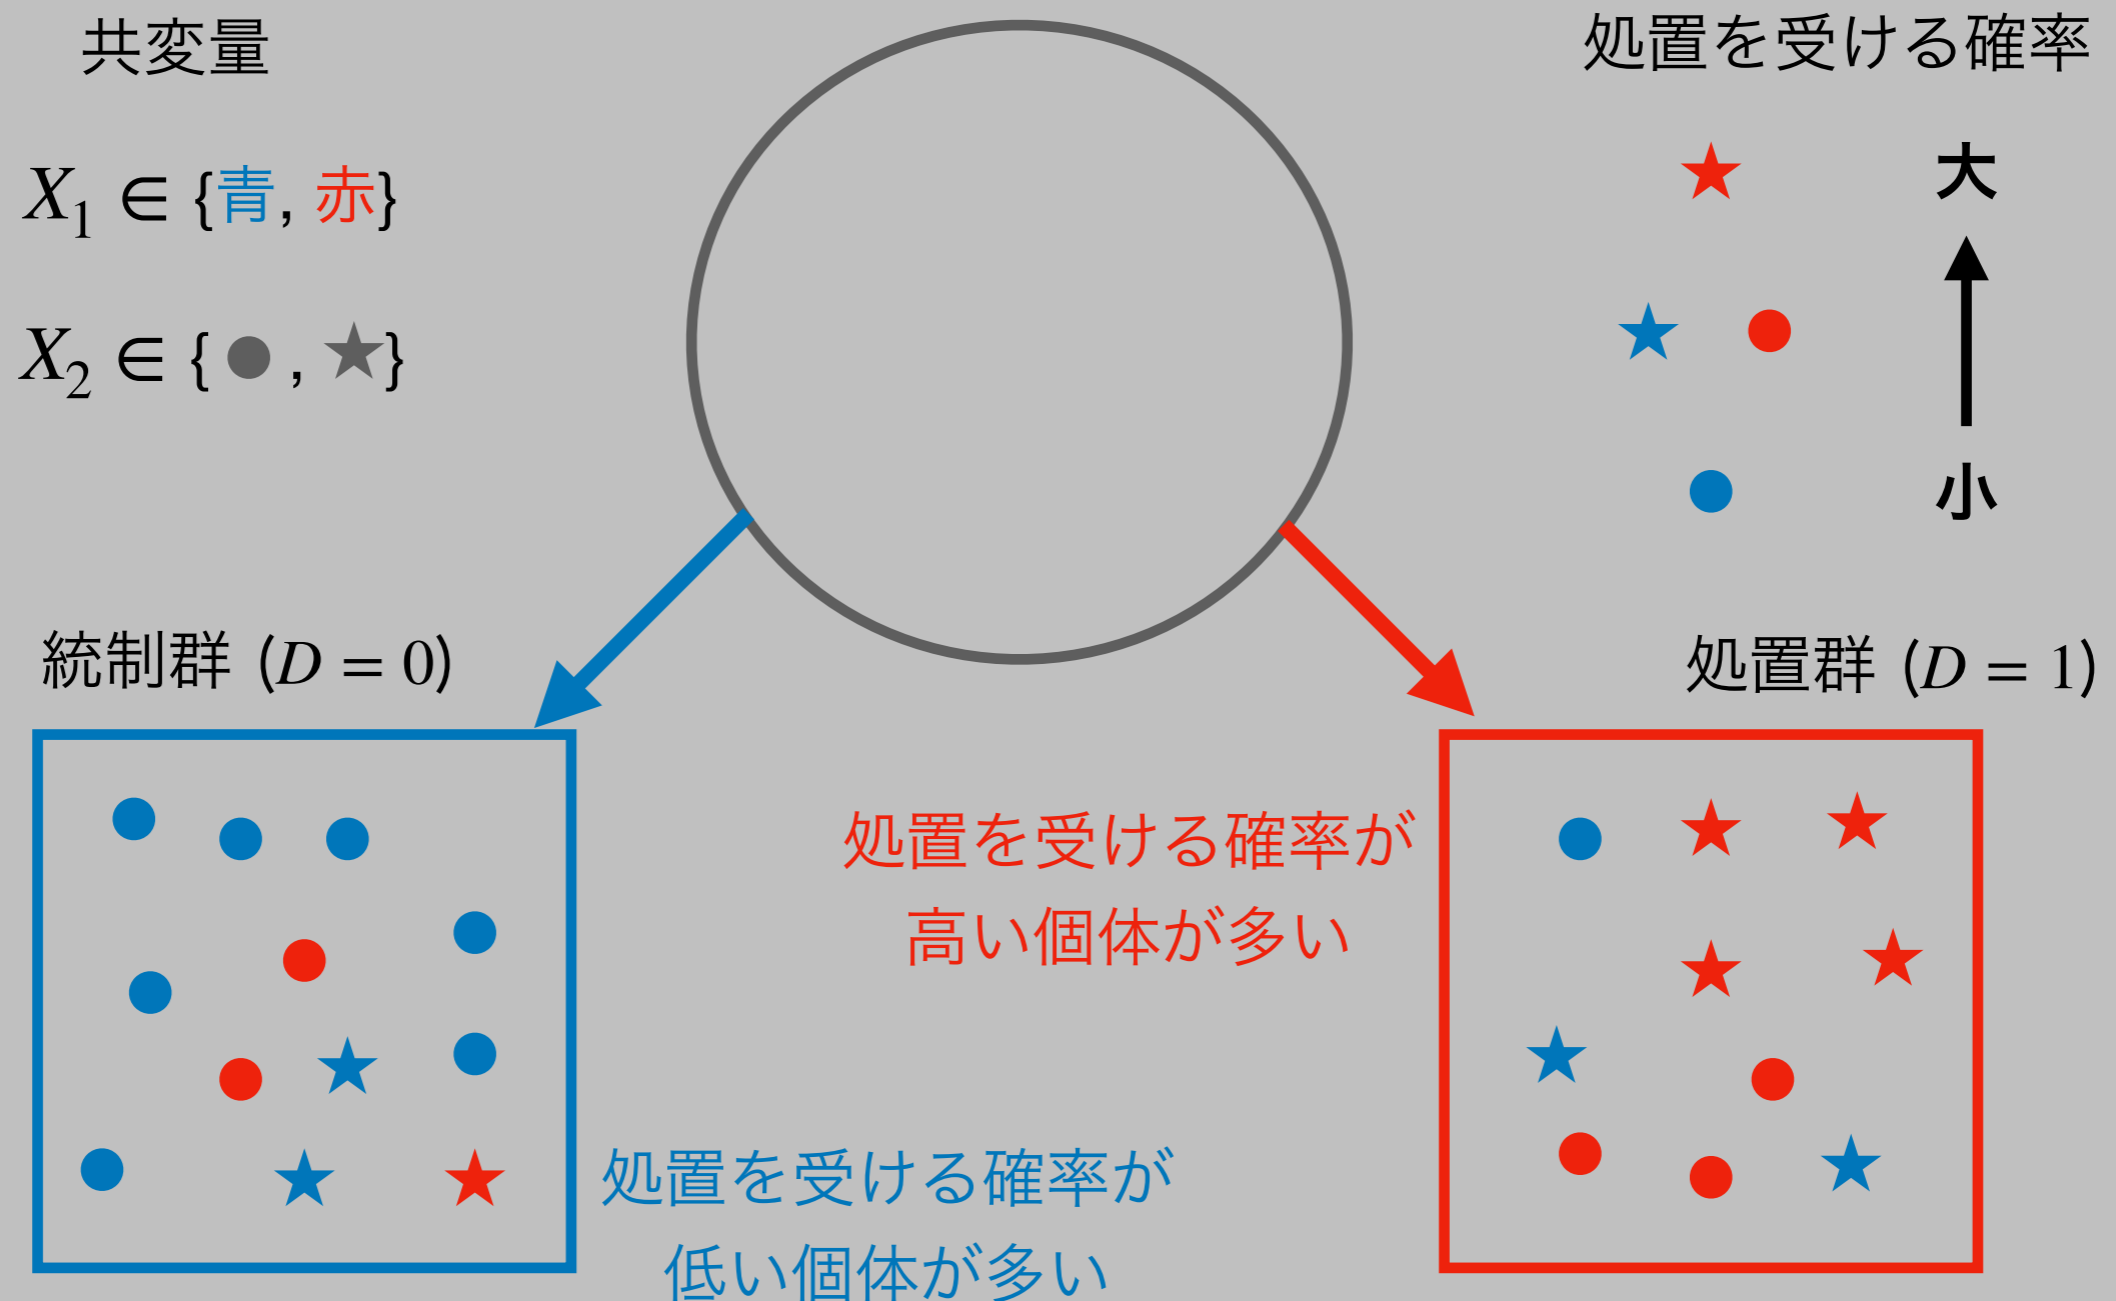 共変量
処置を受ける確率
X₁ ∈ {青, 赤}
X₂ ∈ { ● , ★}
大
小
統制群 (D = 0)
処置群 (D = 1)
処置を受ける確率が
高い個体が多い
処置を受ける確率が
低い個体が多い